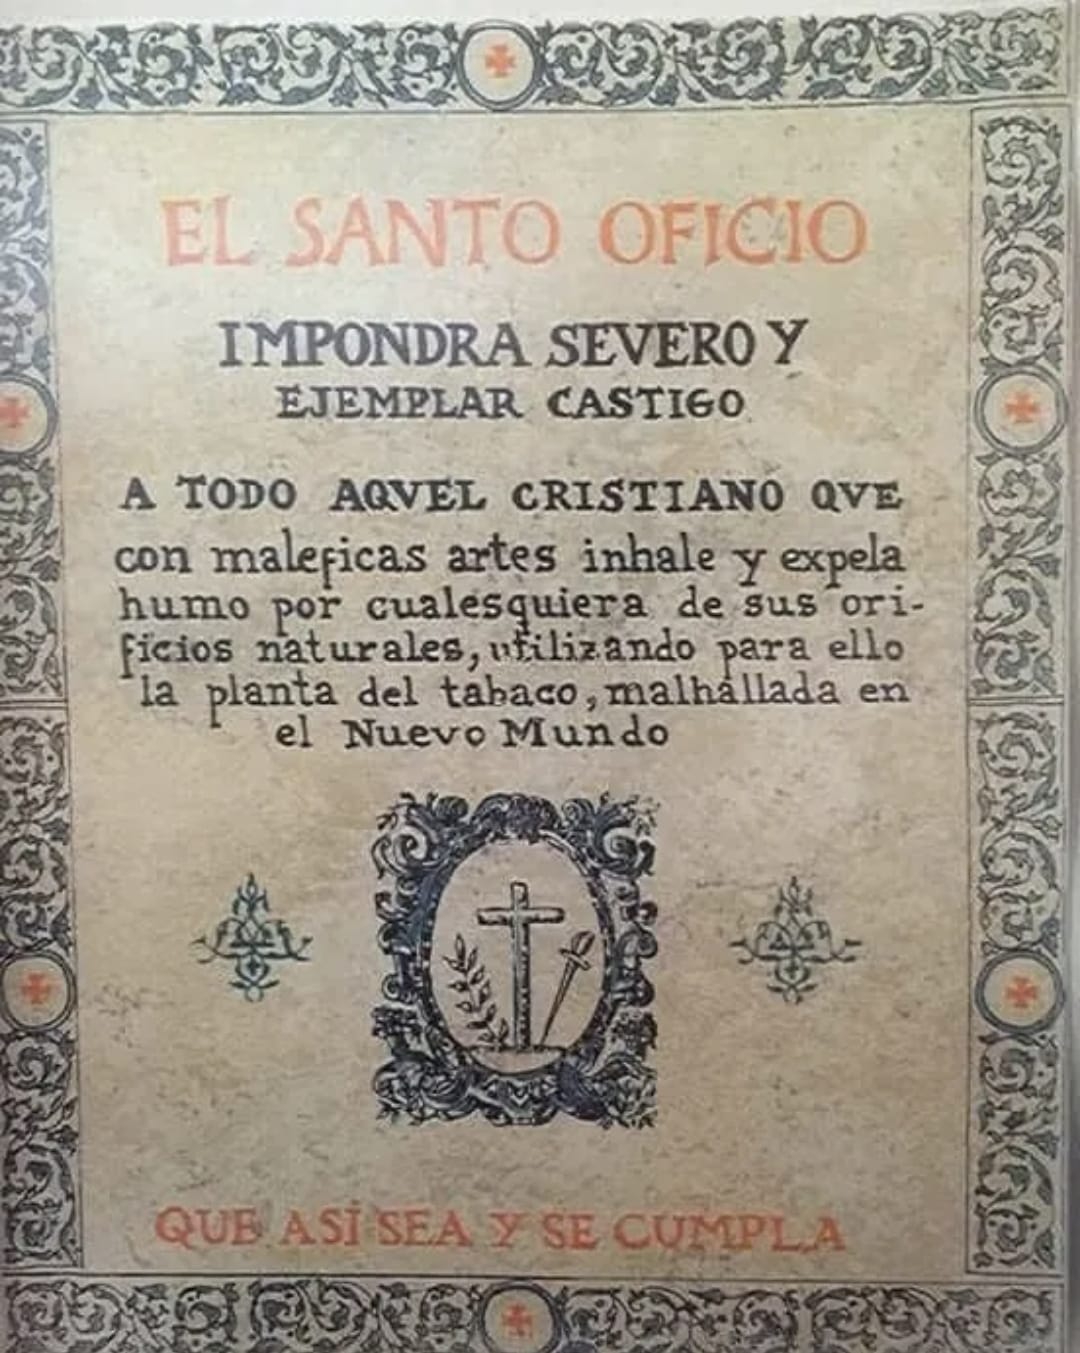 EL SANTO OFICIO
IMPONDRA SEVERO Y
EJEMPLAR CASTIGO
A TODO AQVEL CRISTIANO QVE
con maleficas artes inhale y expela
humo por cualesquiera de sus ori-
ficios naturales, utilizando para ello
la planta del tabaco, malhallada en
el Nuevo Mundo
QUE ASÍ SEA Y SE CUMPLA